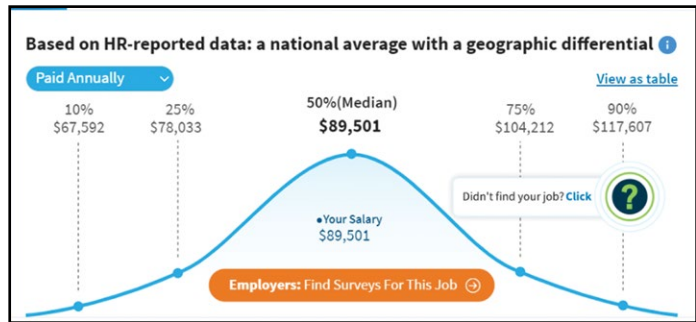 Based on HR-reported data: a national average with a geographic differential i
Paid Annually
View as table
10%
$67,592
25%
$78,033
50%(Median)
$89,501
75%
$104,212
90%
$117,607
Didn't find your job? Click
?
•Your Salary
$89,501
Employers: Find Surveys For This Job